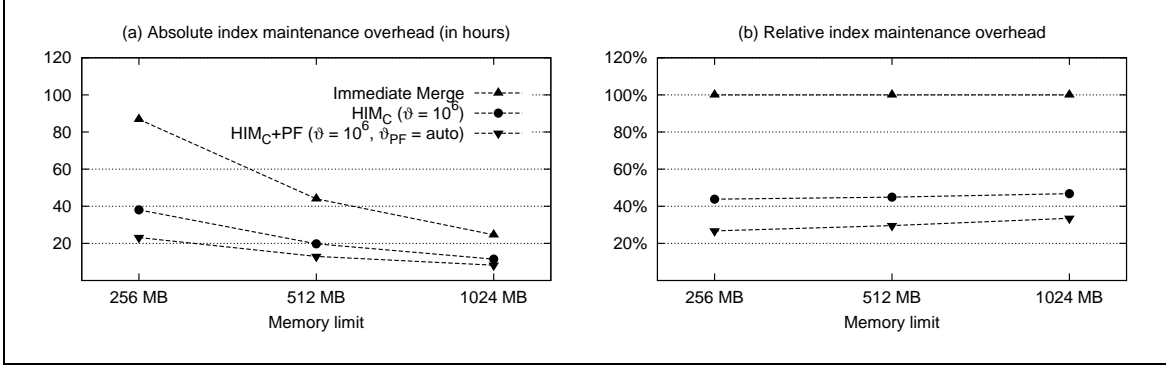 (a) Absolute index maintenance overhead (in hours)
120
100
80
60
40
20
256 MB 512 MB 1024 MB
Memory limit
Immediate Merge
HIM_C (ϑ = 10^6)
HIM_C+PF (ϑ = 10^6, ϑ_PF = auto)
(b) Relative index maintenance overhead
120%
100%
80%
60%
40%
20%
256 MB 512 MB 1024 MB
Memory limit